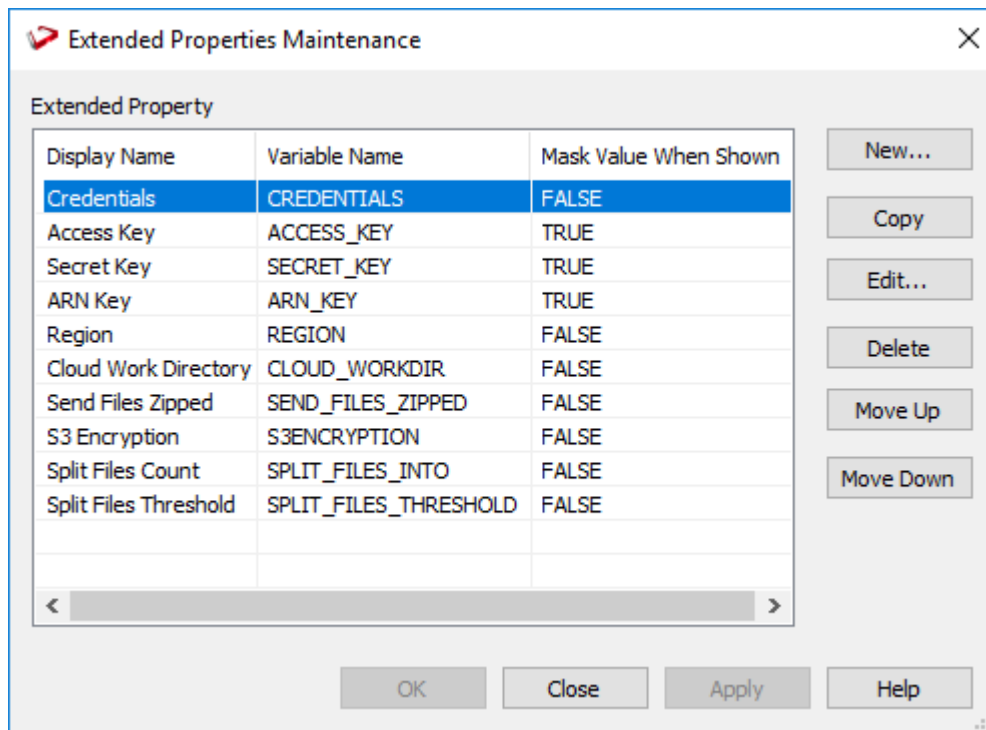 Extended Properties Maintenance
Extended Property
Display Name Variable Name Mask Value When Shown
Credentials CREDENTIALS FALSE
Access Key ACCESS_KEY TRUE
Secret Key SECRET_KEY TRUE
ARN Key ARN_KEY TRUE
Region REGION FALSE
Cloud Work Directory CLOUD_WORKDIR FALSE
Send Files Zipped SEND_FILES_ZIPPED FALSE
S3 Encryption S3ENCRYPTION FALSE
Split Files Count SPLIT_FILES_INTO FALSE
Split Files Threshold SPLIT_FILES_THRESHOLD FALSE
New...
Copy
Edit...
Delete
Move Up
Move Down
OK Close Apply Help